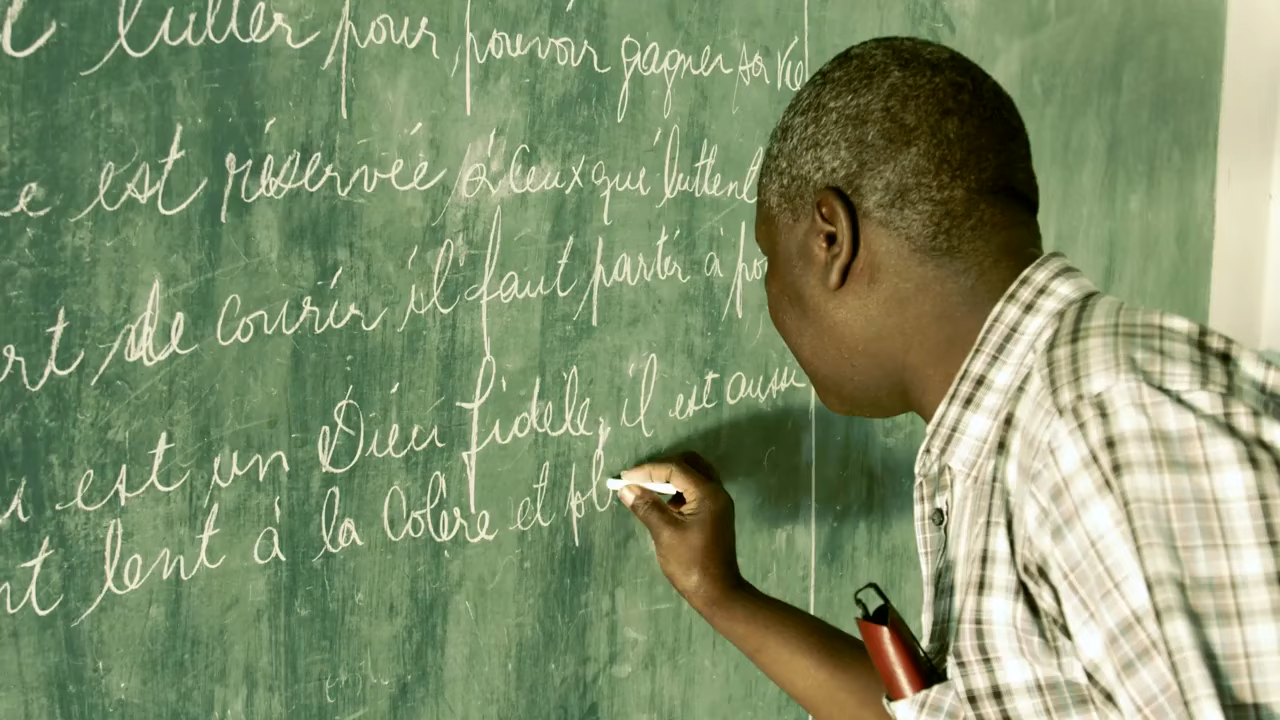 lutter pour pouvoir gagner sa vie
est réservée à ceux qui luttent
de courir il faut partir à
est un Dieu fidèle, il est aussi
lent à la Colère et pl